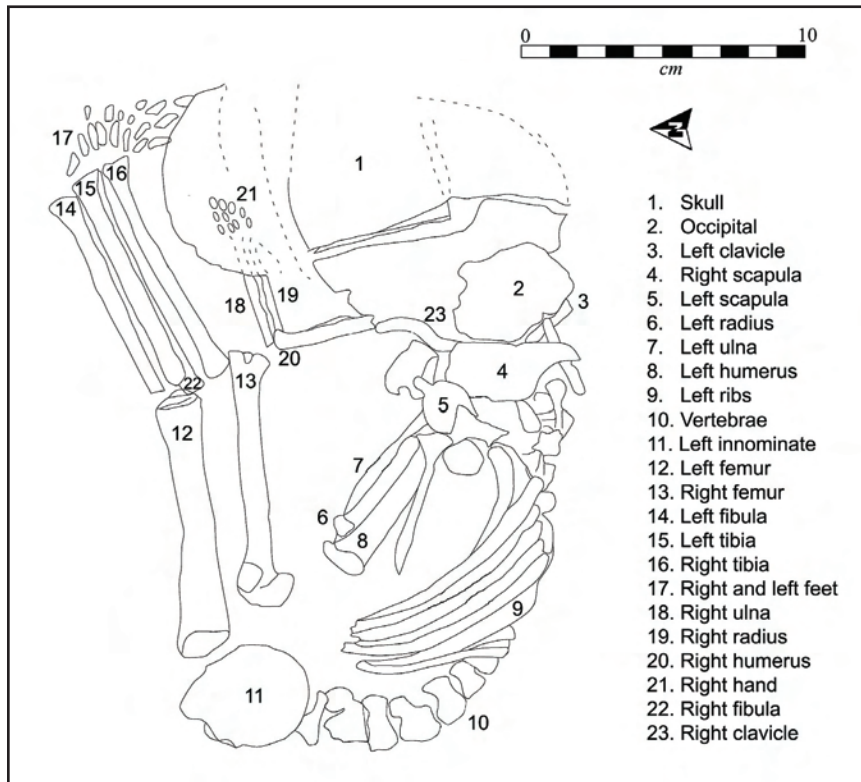 0 10
cm
N
1. Skull
2. Occipital
3. Left clavicle
4. Right scapula
5. Left scapula
6. Left radius
7. Left ulna
8. Left humerus
9. Left ribs
10. Vertebrae
11. Left innominate
12. Left femur
13. Right femur
14. Left fibula
15. Left tibia
16. Right tibia
17. Right and left feet
18. Right ulna
19. Right radius
20. Right humerus
21. Right hand
22. Right fibula
23. Right clavicle
17
16
15
14
1
21
18
19
20
23
2
3
22
13
4
5
12
7
6
8
9
11
10